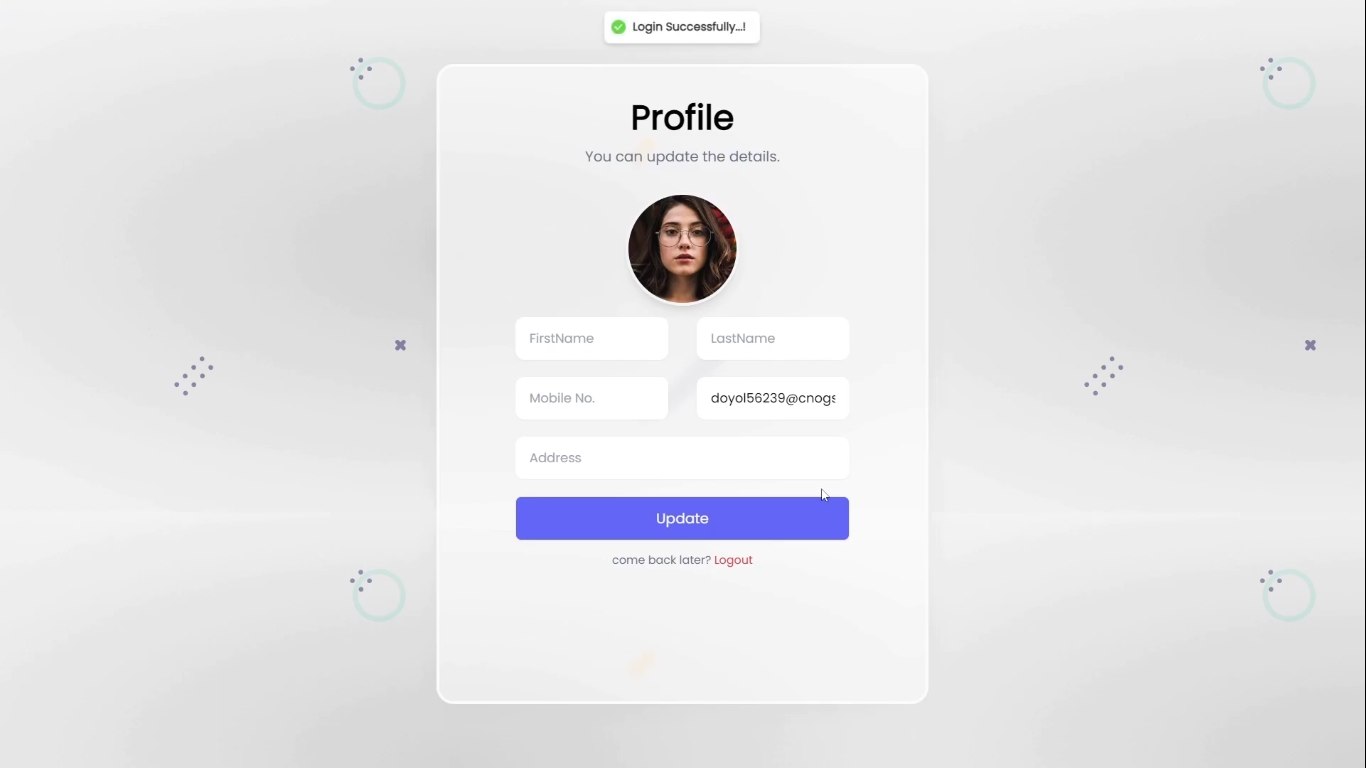 Login Successfully...!
Profile
You can update the details.
FirstName
LastName
Mobile No.
doyol56239@cnogs
Address
Update
come back later? Logout